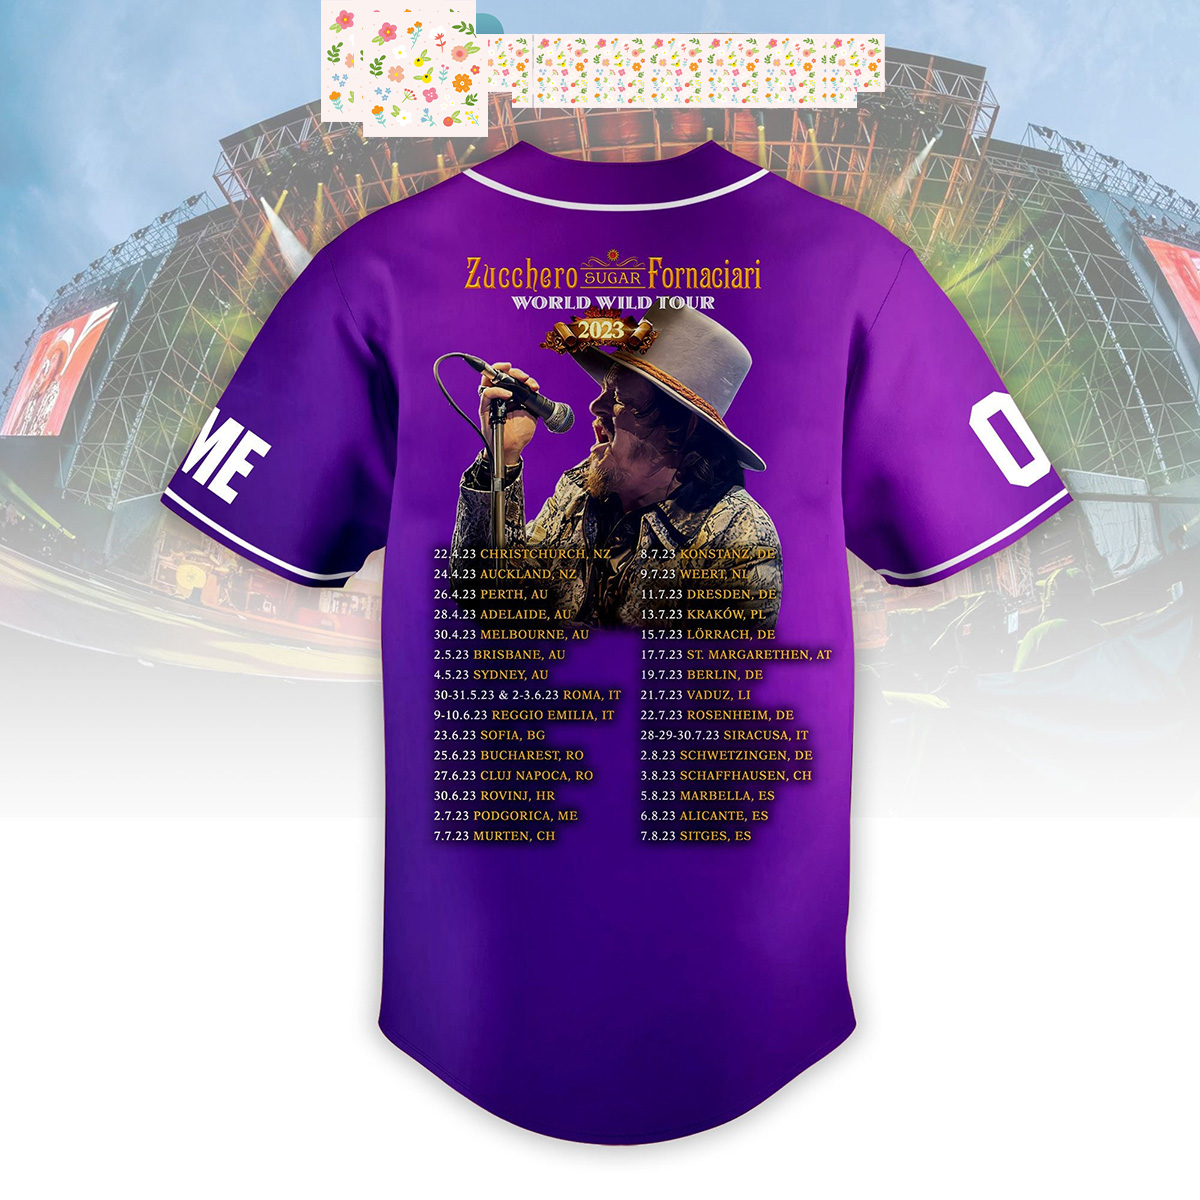 Zucchero SUGAR Fornaciari
WORLD WILD TOUR
2023
ME
0
22.4.23 CHRISTCHURCH, NZ
24.4.23 AUCKLAND, NZ
26.4.23 PERTH, AU
28.4.23 ADELAIDE, AU
30.4.23 MELBOURNE, AU
2.5.23 BRISBANE, AU
4.5.23 SYDNEY, AU
30-31.5.23 & 2-3.6.23 ROMA, IT
9-10.6.23 REGGIO EMILIA, IT
23.6.23 SOFIA, BG
25.6.23 BUCHAREST, RO
27.6.23 CLUJ NAPOCA, RO
30.6.23 ROVINJ, HR
2.7.23 PODGORICA, ME
7.7.23 MURTEN, CH
8.7.23 KONSTANZ, DE
9.7.23 WEERT, NL
11.7.23 DRESDEN, DE
13.7.23 KRAKÓW, PL
15.7.23 LÖRRACH, DE
17.7.23 ST. MARGARETHEN, AT
19.7.23 BERLIN, DE
21.7.23 VADUZ, LI
22.7.23 ROSENHEIM, DE
28-29-30.7.23 SIRACUSA, IT
2.8.23 SCHWETZINGEN, DE
3.8.23 SCHAFFHAUSEN, CH
5.8.23 MARBELLA, ES
6.8.23 ALICANTE, ES
7.8.23 SITGES, ES